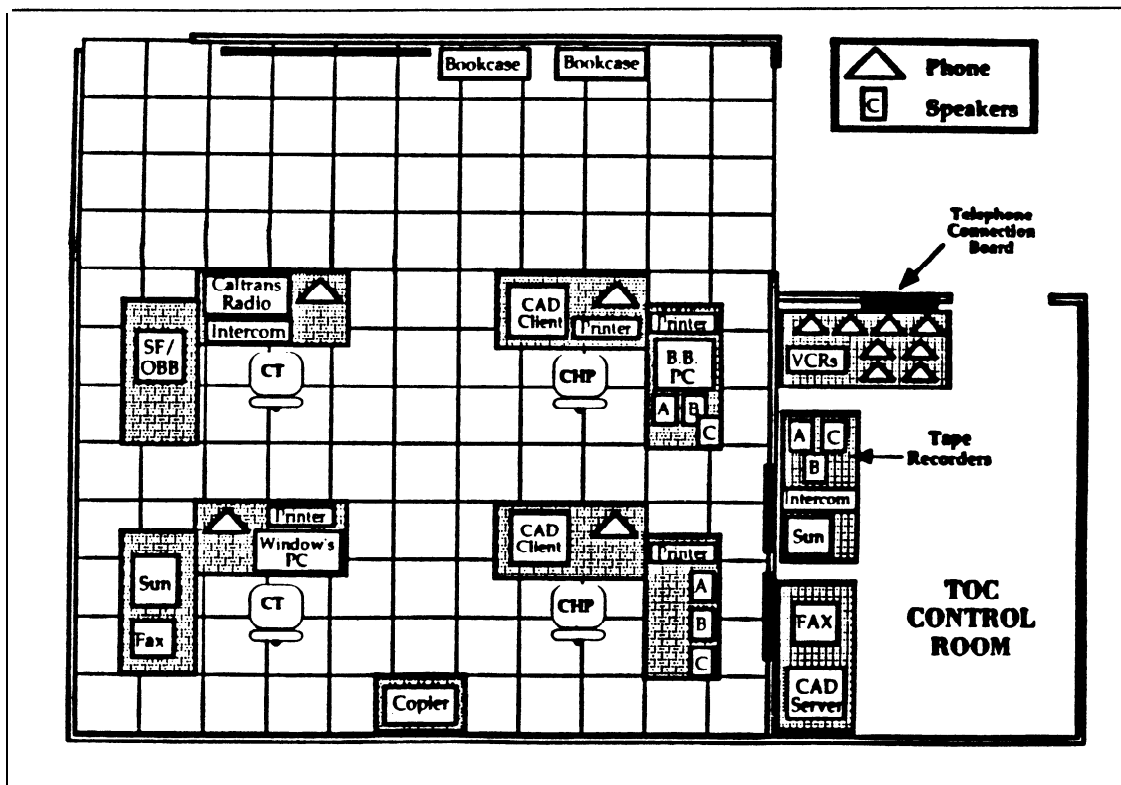 Bookcase
Bookcase
Phone
C
Speakers
Telephone
Connection
Board
Caltrans
Radio
Intercom
SF/
OBB
CT
CAD
Client
Printer
CHP
Printer
B.B.
PC
A
B
C
VCRs
A
C
B
Tape
Recorders
Intercom
Sun
Printer
Window's
PC
Sun
Fax
CT
CAD
Client
CHP
Printer
A
B
C
FAX
CAD
Server
TOC
CONTROL
ROOM
Copier